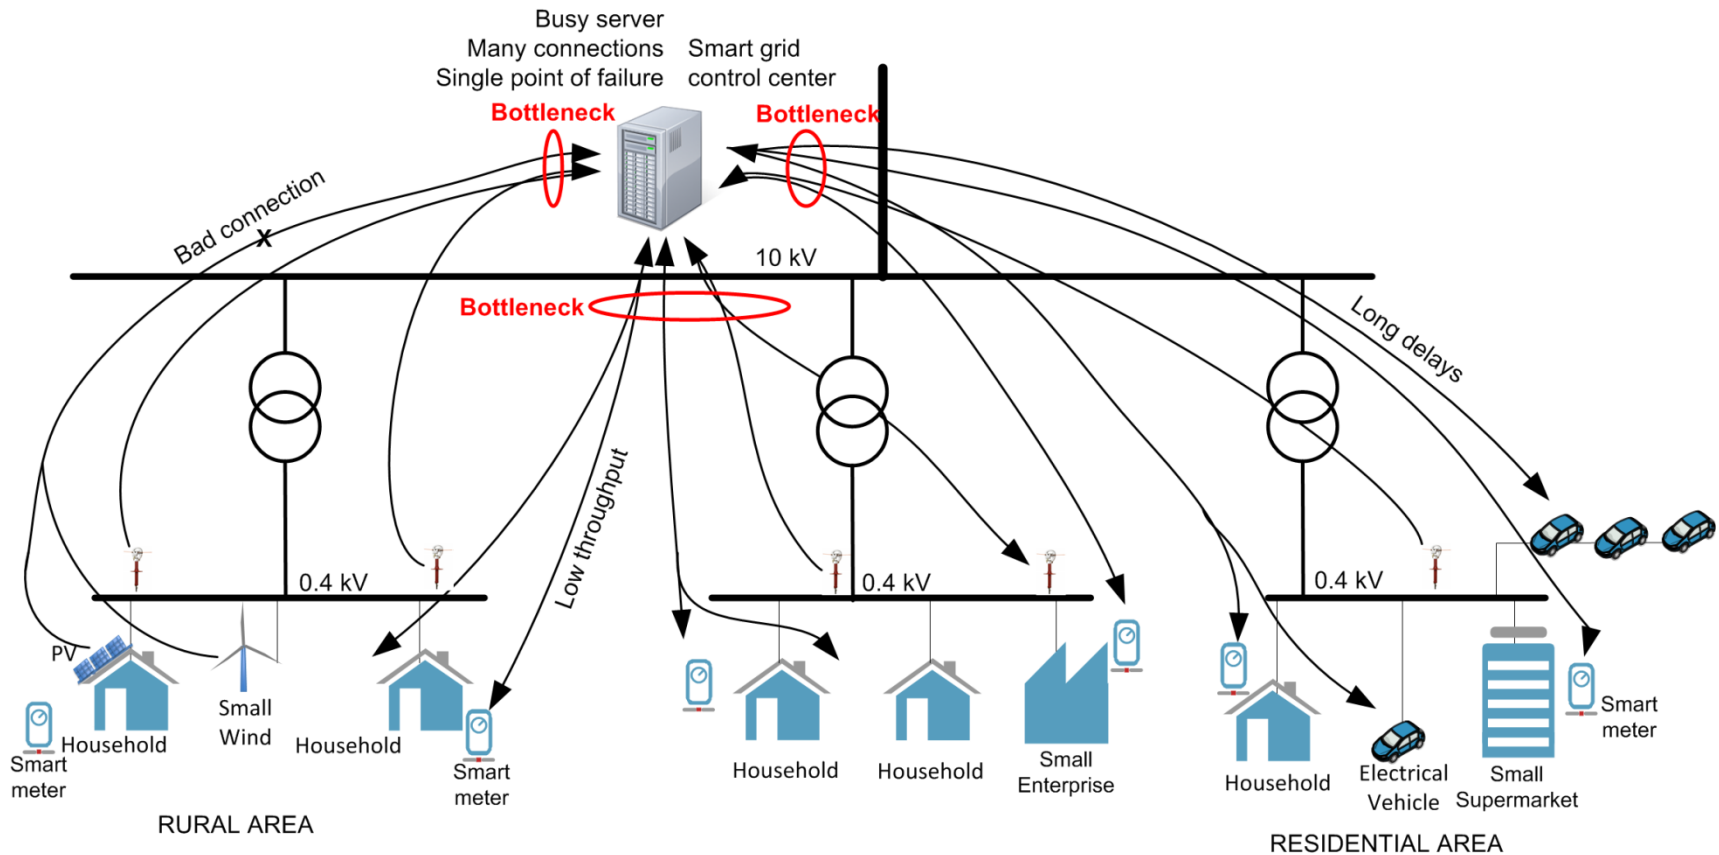 Busy server
Many connections
Single point of failure
Smart grid
control center
Bottleneck
Bottleneck
Bad connection
x
10 kV
Bottleneck
Long delays
Low throughput
0.4 kV
0.4 kV
0.4 kV
PV
Small
Wind
Household
Smart
meter
Household
Smart
meter
Household
Household
Small
Enterprise
Household
Electrical
Vehicle
Small
Supermarket
Smart
meter
RURAL AREA
RESIDENTIAL AREA